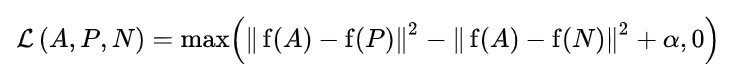 ℒ (A, P, N) = max(‖ f(A) − f(P)‖² − ‖ f(A) − f(N)‖² + α, 0)